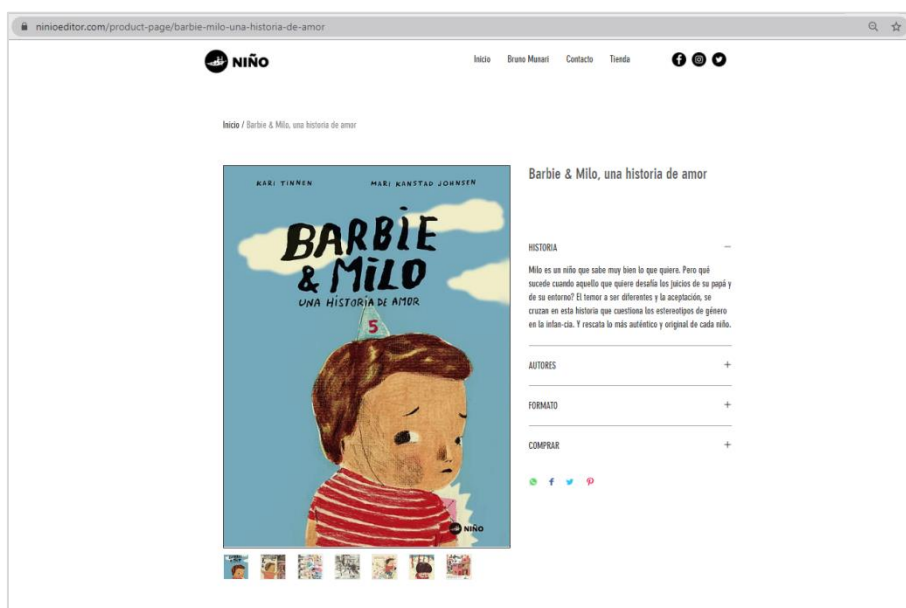 ninioeditor.com/product-page/barbie-milo-una-historia-de-amor
NIÑO
Inicio Bruno Munari Contacto Tienda
Inicio / Barbie & Milo, una historia de amor
KARI TINNEN MARI KANSTAD JOHNSEN
BARBIE
& MILO
UNA HISTORIA DE AMOR
5
NIÑO
Barbie & Milo, una historia de amor
HISTORIA
Milo es un niño que sabe muy bien lo que quiere. Pero qué
sucede cuando aquello que quiere desafía los juicios de su papá y
de su entorno? El temor a ser diferentes y la aceptación, se
cruzan en esta historia que cuestiona los estereotipos de género
en la infan-cia. Y rescata lo más auténtico y original de cada niño.
AUTORES
FORMATO
COMPRAR